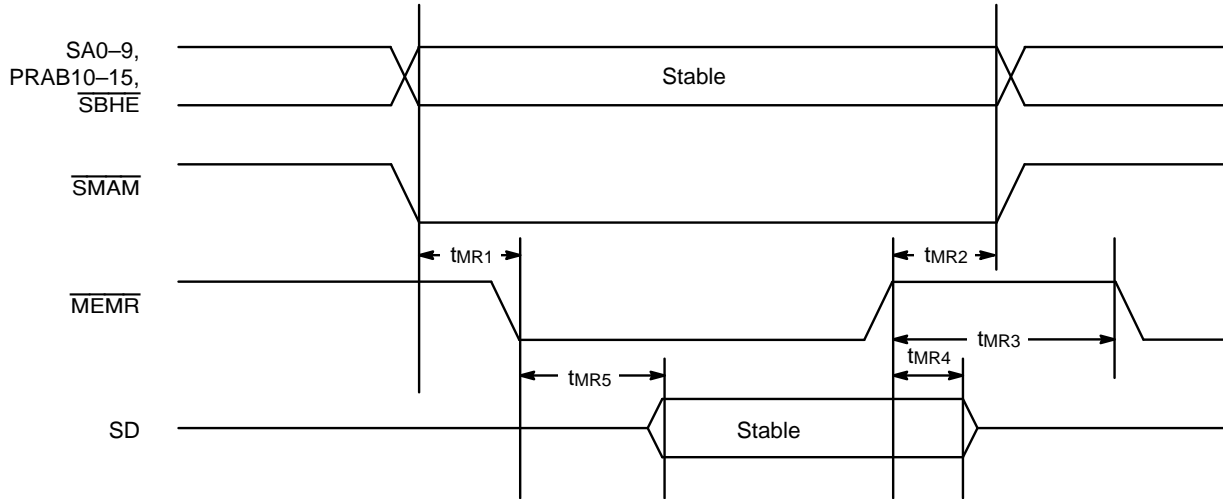 SA0–9,
PRAB10–15,
SBHE
Stable
SMAM
tMR1
tMR2
MEMR
tMR3
tMR4
tMR5
SD
Stable